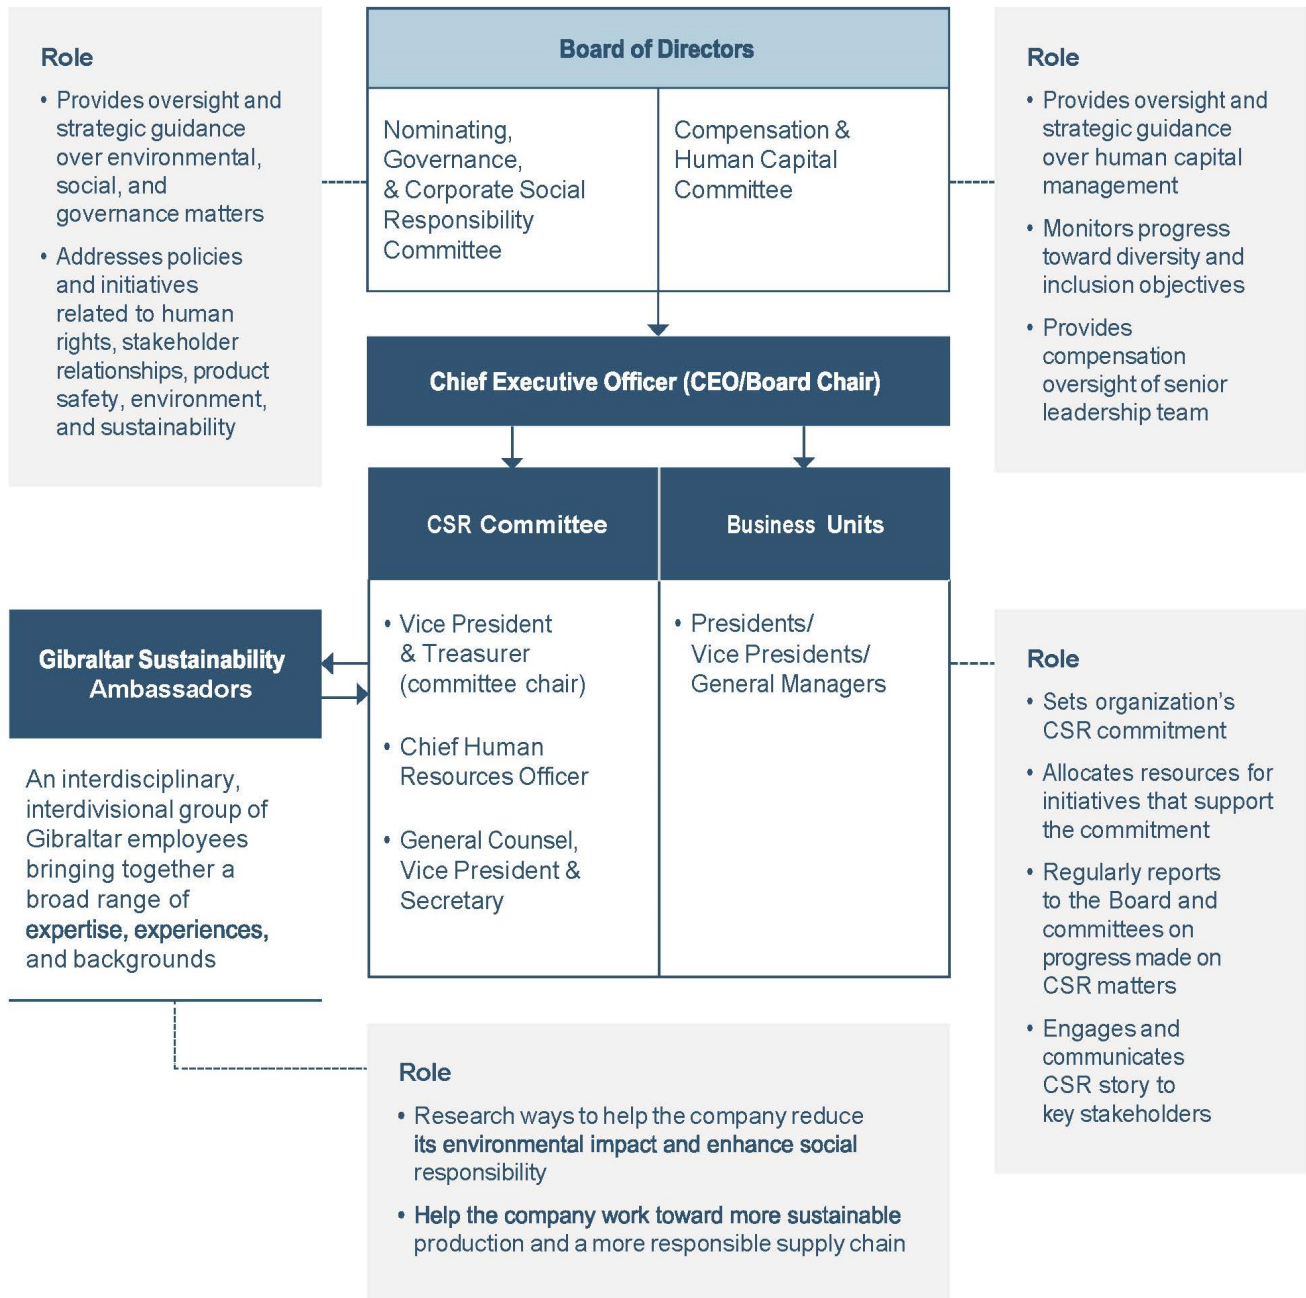 Board of Directors
Role
• Provides oversight and
strategic guidance
over environmental,
social, and
governance matters
• Addresses policies
and initiatives
related to human
rights, stakeholder
relationships, product
safety, environment,
and sustainability
Nominating,
Governance,
& Corporate Social
Responsibility
Committee
Compensation &
Human Capital
Committee
Role
• Provides oversight and
strategic guidance
over human capital
management
• Monitors progress
toward diversity and
inclusion objectives
• Provides
compensation
oversight of senior
leadership team
Chief Executive Officer (CEO/Board Chair)
CSR Committee
Business Units
• Vice President
& Treasurer
(committee chair)
• Chief Human
Resources Officer
• General Counsel,
Vice President &
Secretary
• Presidents/
Vice Presidents/
General Managers
Gibraltar Sustainability
Ambassadors
An interdisciplinary,
interdivisional group of
Gibraltar employees
bringing together a
broad range of
expertise, experiences,
and backgrounds
Role
• Sets organization's
CSR commitment
• Allocates resources for
initiatives that support
the commitment
• Regularly reports
to the Board and
committees on
progress made on
CSR matters
• Engages and
communicates
CSR story to
key stakeholders
Role
• Research ways to help the company reduce
its environmental impact and enhance social
responsibility
• Help the company work toward more sustainable
production and a more responsible supply chain